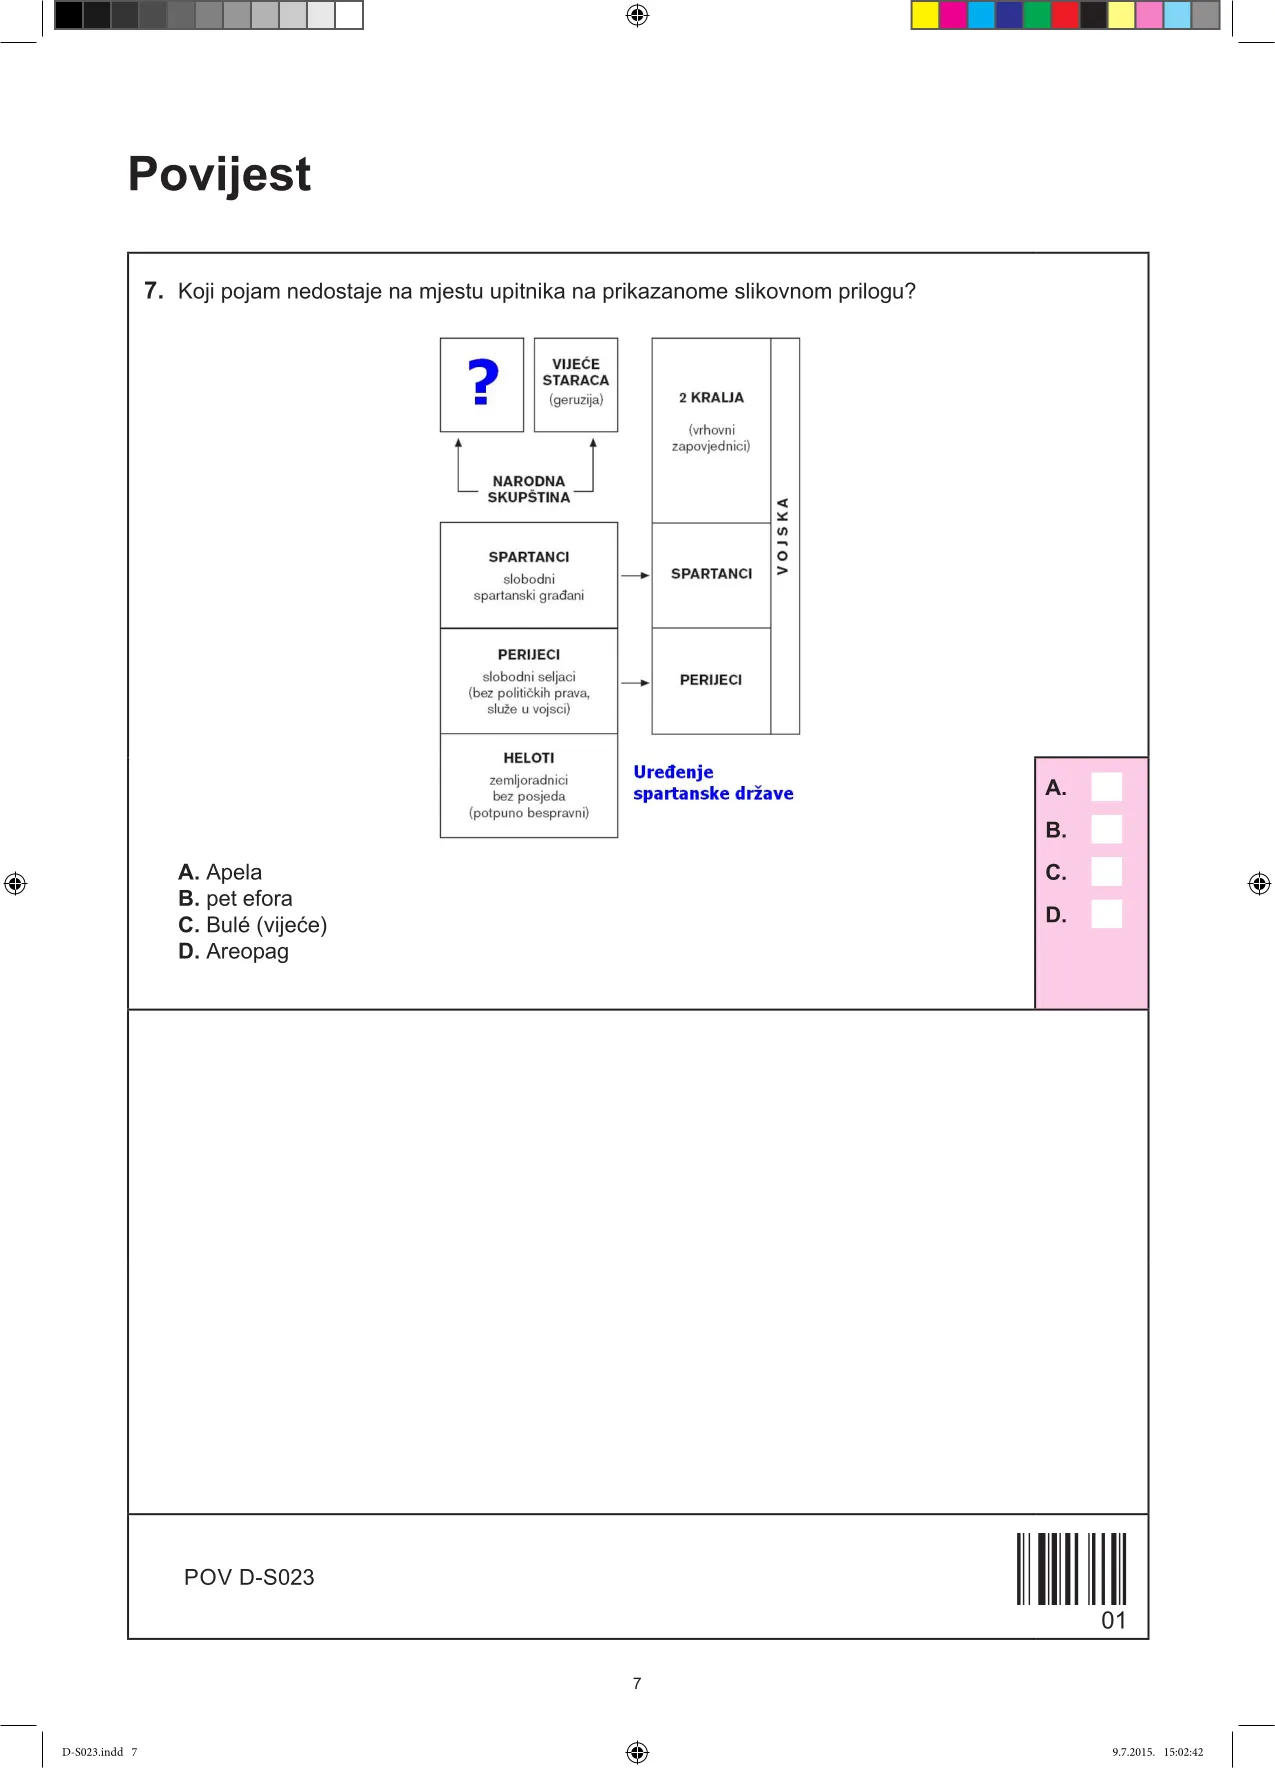 Povijest
7. Koji pojam nedostaje na mjestu upitnika na prikazanome slikovnom prilogu?
?
VIJEĆE
STARACA
(geruzija)
2 KRALJA
(vrhovni
zapovjednici)
NARODNA
SKUPŠTINA
VOJSKA
SPARTANCI
slobodni
spartanski građani
SPARTANCI
PERIJECI
slobodni seljaci
(bez političkih prava,
služe u vojsci)
PERIJECI
HELOTI
zemljoradnici
bez posjeda
(potpuno bespravni)
Uređenje
spartanske države
A. Apela
B. pet efora
C. Bulé (vijeće)
D. Areopag
A.
B.
C.
D.
POV D-S023
01
7
D-S023.indd 7
9.7.2015. 15:02:42